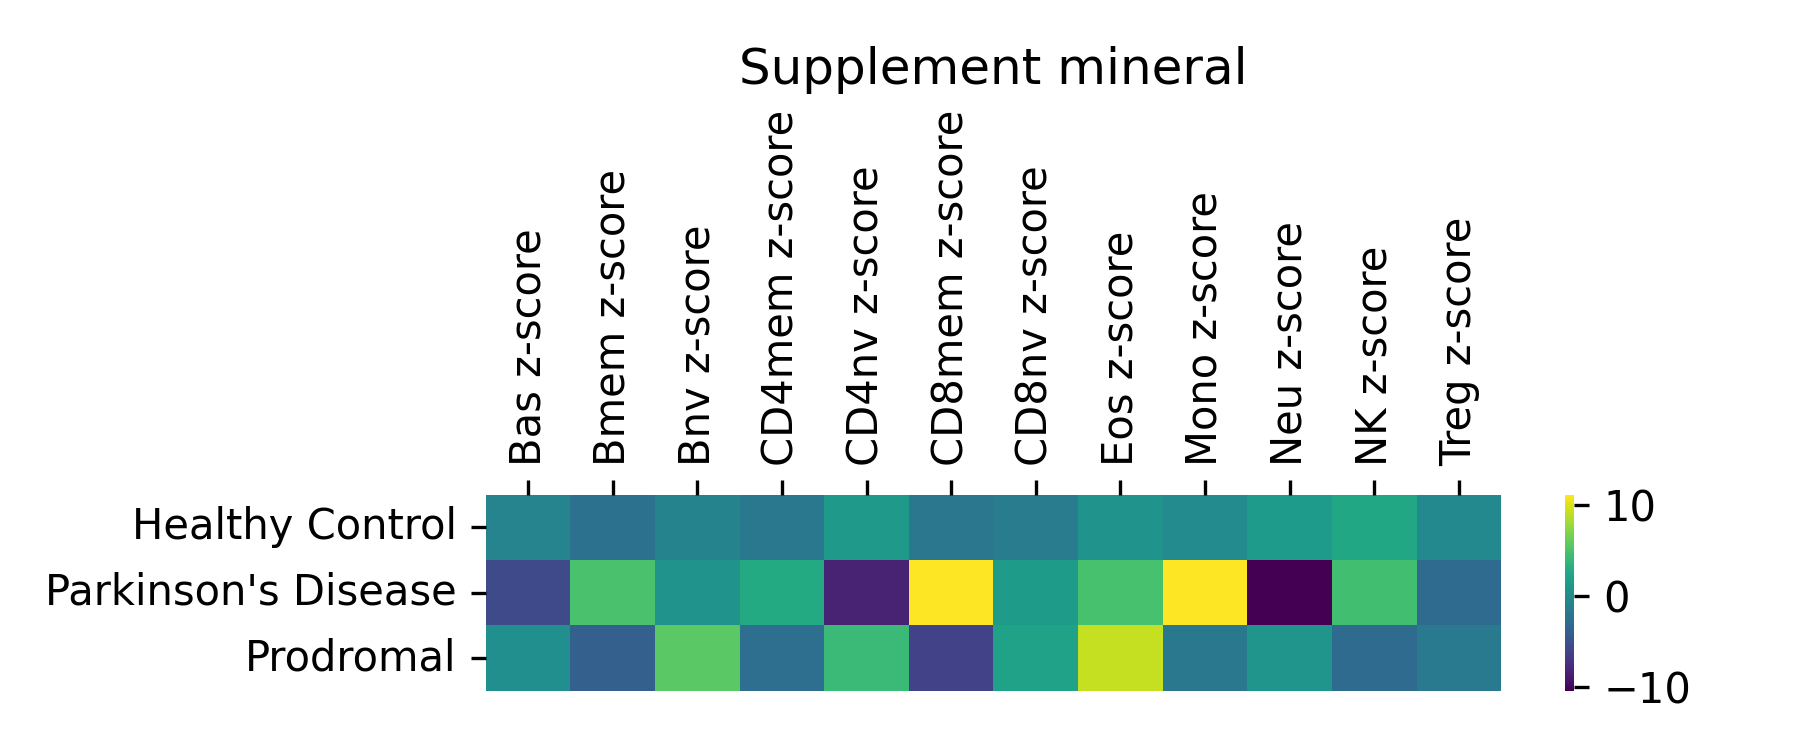 Supplement mineral
Bas z-score
Bmem z-score
Bnv z-score
CD4mem z-score
CD4nv z-score
CD8mem z-score
CD8nv z-score
Eos z-score
Mono z-score
Neu z-score
NK z-score
Treg z-score
Healthy Control
Parkinson's Disease
Prodromal
10
0
−10